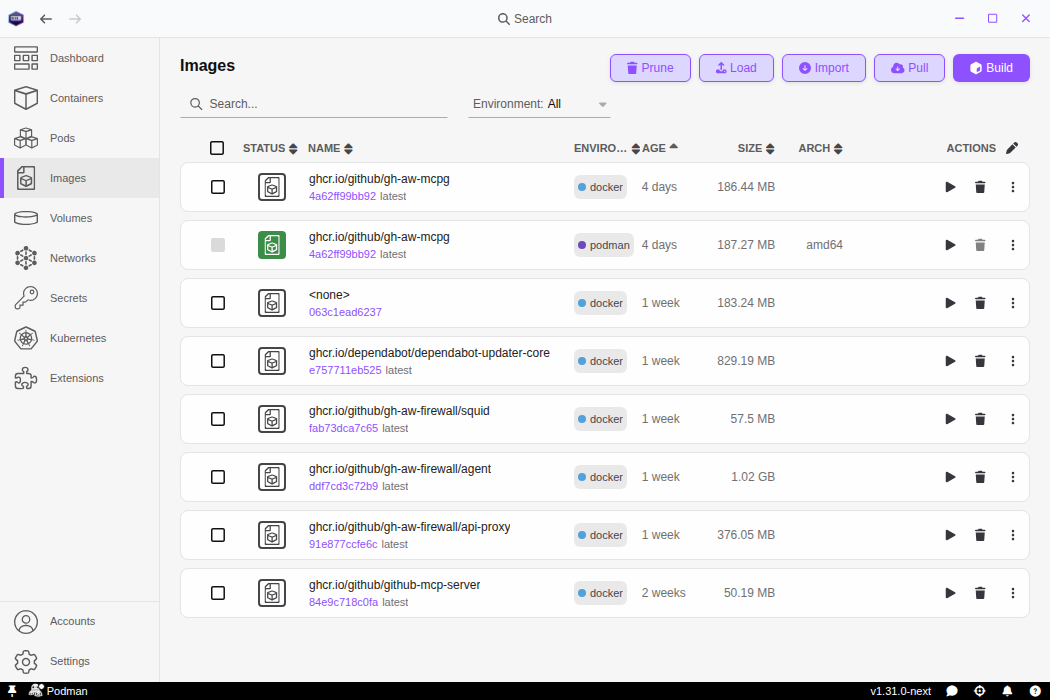 Search
Dashboard
Containers
Pods
Images
Volumes
Networks
Secrets
Kubernetes
Extensions
Accounts
Settings
Images
Prune
Load
Import
Pull
Build
Search...
Environment: All
STATUS NAME ENVIRO... AGE SIZE ARCH ACTIONS
ghcr.io/github/gh-aw-mcpg
4a62ff99bb92 latest
docker 4 days 186.44 MB
ghcr.io/github/gh-aw-mcpg
4a62ff99bb92 latest
podman 4 days 187.27 MB amd64
<none>
063c1ead6237
docker 1 week 183.24 MB
ghcr.io/dependabot/dependabot-updater-core
e757711eb525 latest
docker 1 week 829.19 MB
ghcr.io/github/gh-aw-firewall/squid
fab73dca7c65 latest
docker 1 week 57.5 MB
ghcr.io/github/gh-aw-firewall/agent
ddf7cd3c72b9 latest
docker 1 week 1.02 GB
ghcr.io/github/gh-aw-firewall/api-proxy
91e877ccfe6c latest
docker 1 week 376.05 MB
ghcr.io/github/github-mcp-server
84e9c718c0fa latest
docker 2 weeks 50.19 MB
Podman
v1.31.0-next